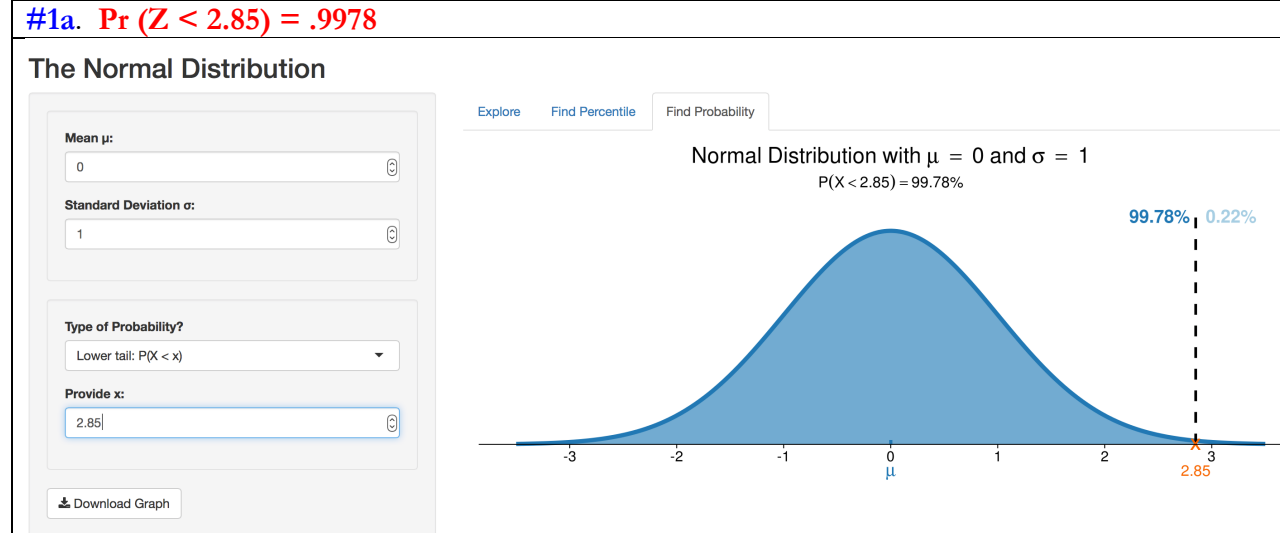 #1a. Pr (Z < 2.85) = .9978
The Normal Distribution
Mean μ:
0
Standard Deviation σ:
1
Type of Probability?
Lower tail: P(X < x)
Provide x:
2.85
Download Graph
Explore Find Percentile Find Probability
Normal Distribution with μ = 0 and σ = 1
P(X < 2.85) = 99.78%
99.78% 0.22%
-3 -2 -1 0 1 2 3
μ 2.85